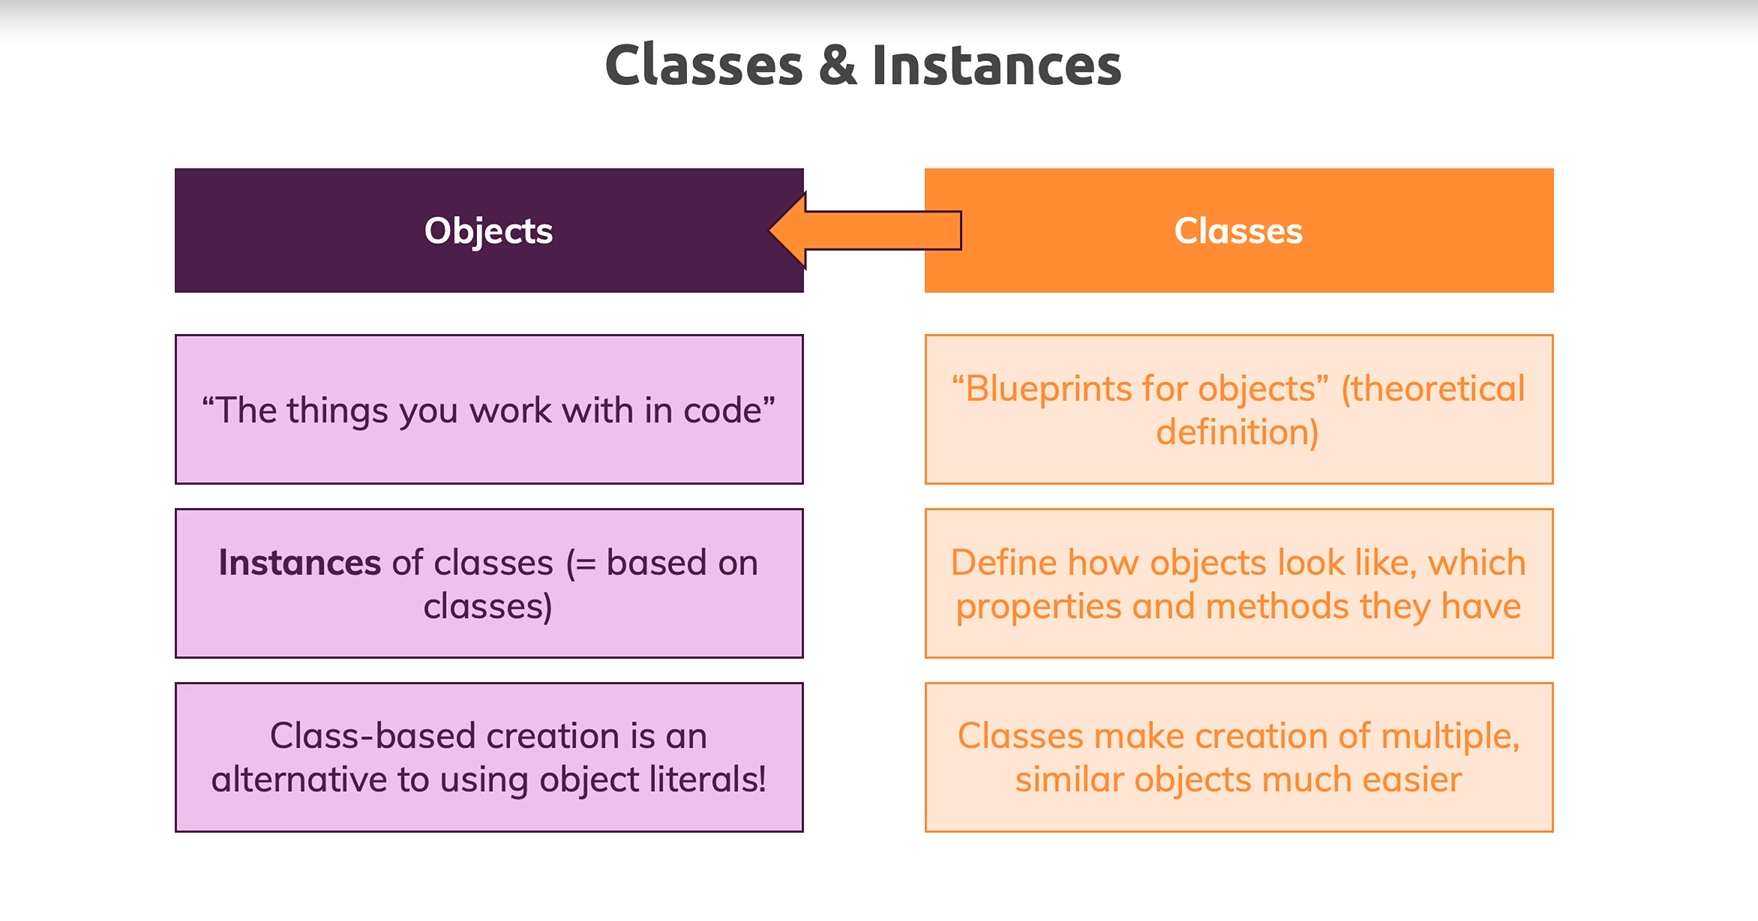 Classes & Instances
Objects
Classes
“The things you work with in code”
“Blueprints for objects” (theoretical
definition)
Instances of classes (= based on
classes)
Define how objects look like, which
properties and methods they have
Class-based creation is an
alternative to using object literals!
Classes make creation of multiple,
similar objects much easier